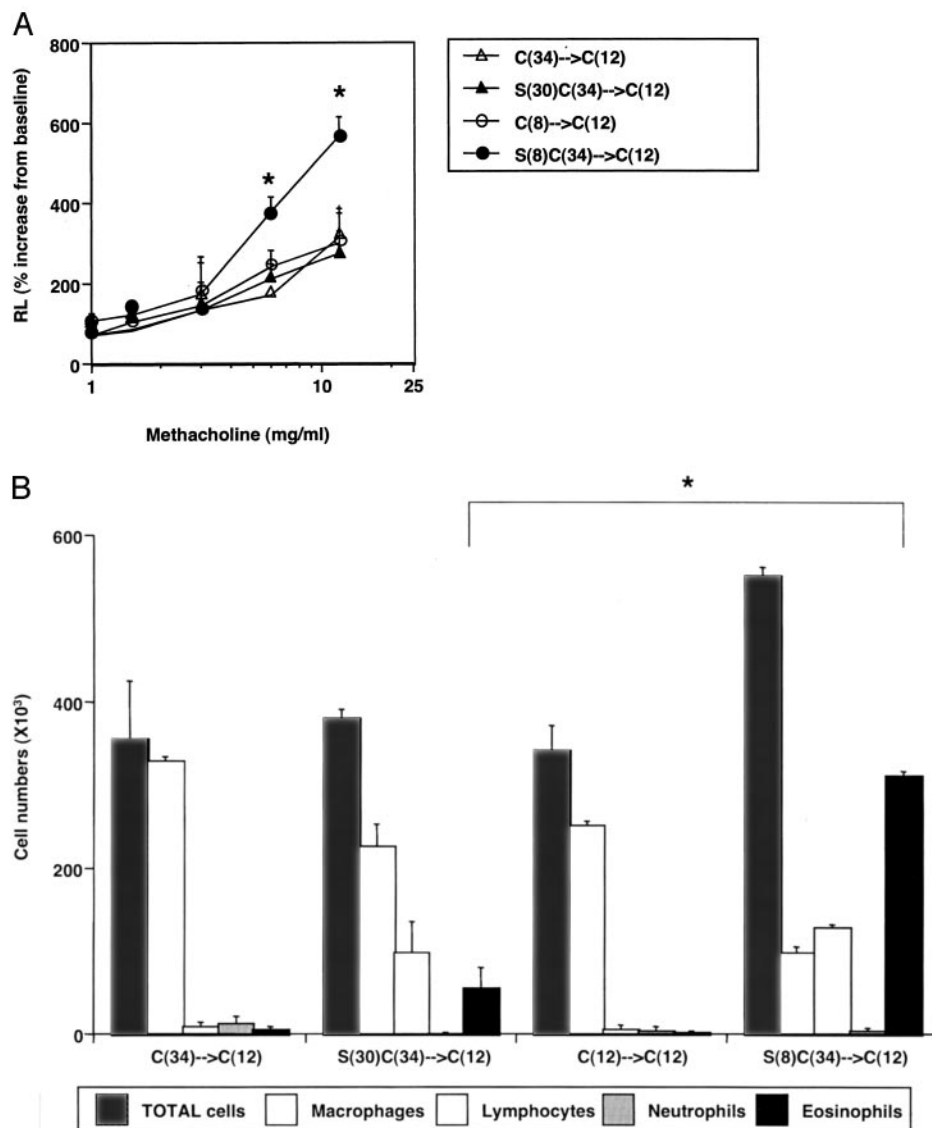 A
800
600
400
200
0
RL (% increase from baseline)
*
*
1
10
25
Methacholine (mg/ml)
C(34)-->C(12)
S(30)C(34)-->C(12)
C(8)-->C(12)
S(8)C(34)-->C(12)
B
*
600
400
200
0
Cell numbers (X10³)
C(34)-->C(12)
S(30)C(34)-->C(12)
C(12)-->C(12)
S(8)C(34)-->C(12)
TOTAL cells
Macrophages
Lymphocytes
Neutrophils
Eosinophils